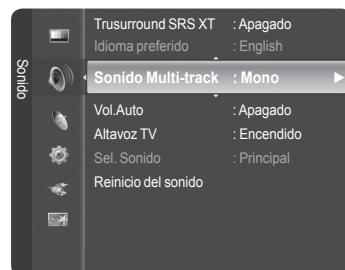 Sonido
Trusurround SRS XT : Apagado
Idioma preferido : English
Sonido Multi-track : Mono
Vol.Auto : Apagado
Altavoz TV : Encendido
Sel. Sonido : Principal
Reinicio del sonido